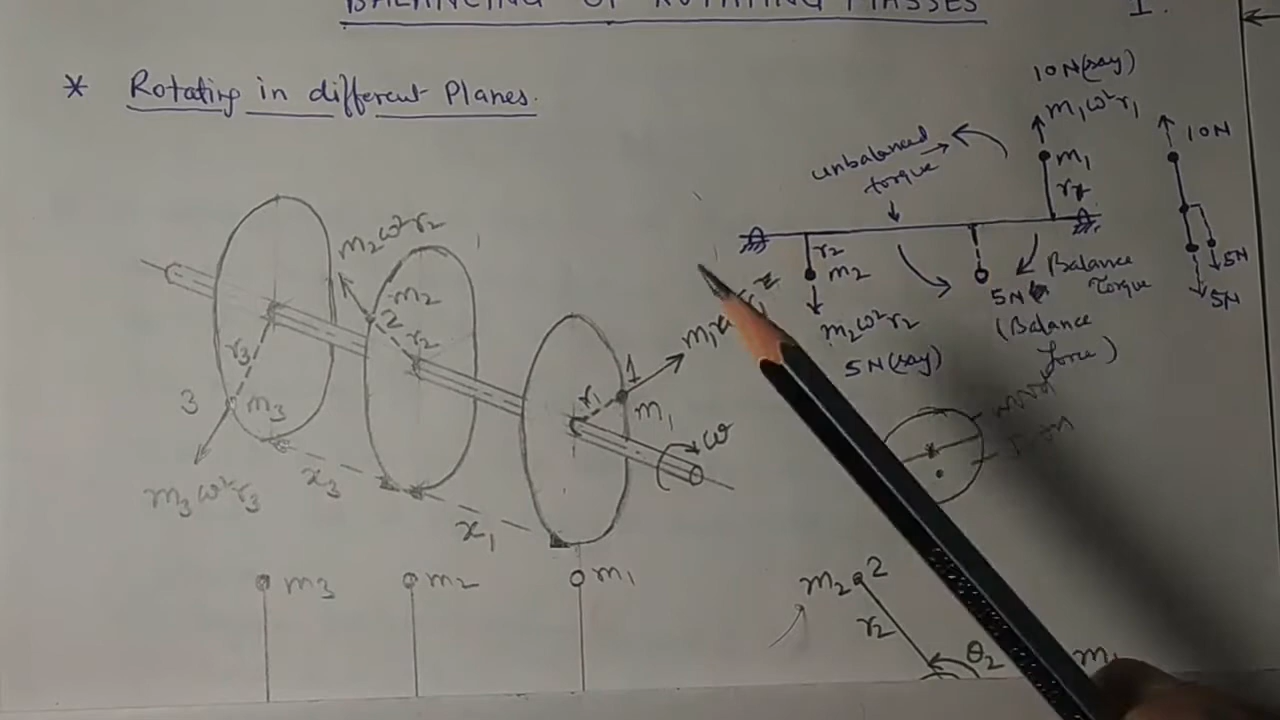 BALANCING OF ROTATING MASSES
1.
* Rotating in different Planes.
10N(say)
m₁ω²r₁
m₁
unbalanced
torque
10N
r₂
m₂
m₂ω²r₂
5N(say)
5N
(Balance
force)
Balance
Torque
5N
5N
m₂ω²r₂
m₂
2
r₂
r₃
3
m₃
m₃ω²r₃
x₃
x₁
r₁
1
m₁
ω
m₃
m₂
m₁
m₂
2
r₂
θ₂